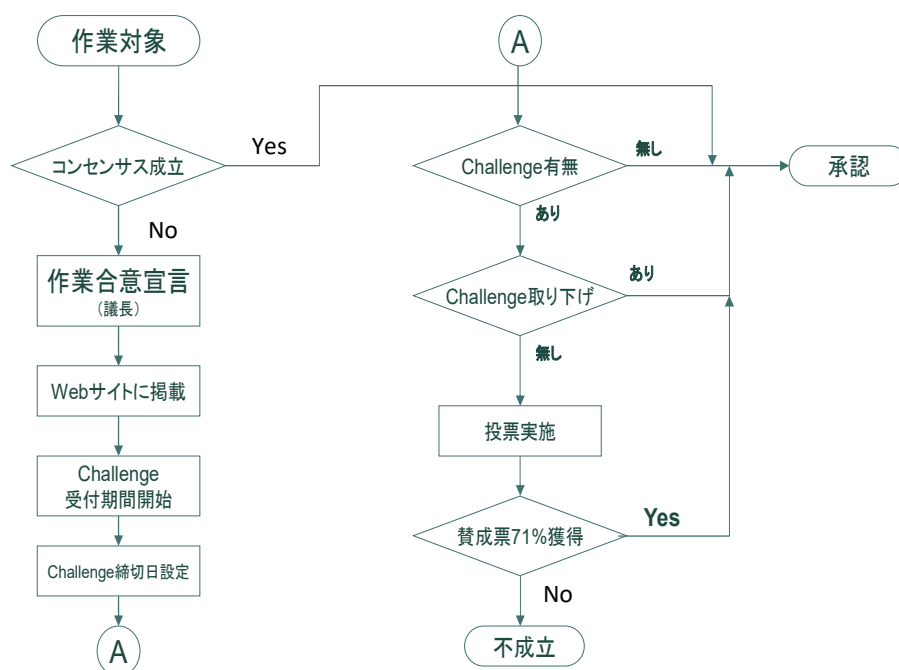 作業対象
コンセンサス成立
Yes
No
作業合意宣言
(議長)
Webサイトに掲載
Challenge
受付期間開始
Challenge締切日設定
A
A
Challenge有無
無し
承認
あり
Challenge取り下げ
あり
無し
投票実施
賛成票71%獲得
Yes
No
不成立